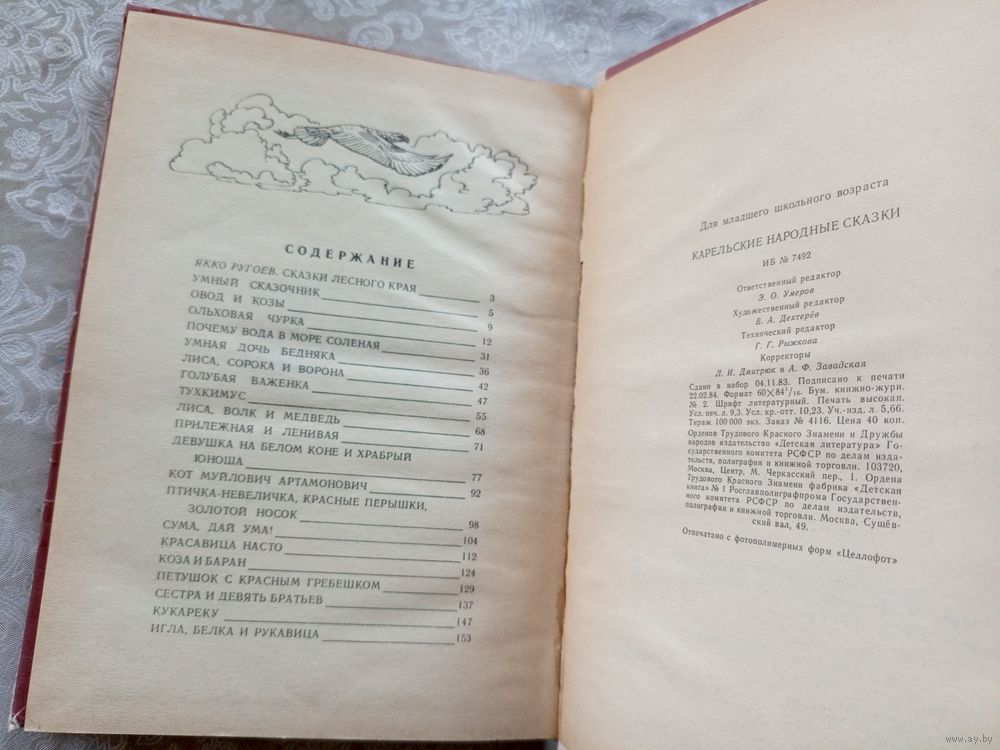 СОДЕРЖАНИЕ
ЯККО РУГОЕВ. СКАЗКИ ЛЕСНОГО КРАЯ 3
УМНЫЙ СКАЗОЧНИК 5
ОВОД И КОЗЫ 9
ОЛЬХОВАЯ ЧУРКА 12
ПОЧЕМУ ВОДА В МОРЕ СОЛЕНАЯ 31
УМНАЯ ДОЧЬ БЕДНЯКА 36
ЛИСА, СОРОКА И ВОРОНА 42
ГОЛУБАЯ ВАЖЕНКА 47
ТУХКИМУС 55
ЛИСА, ВОЛК И МЕДВЕДЬ 68
ПРИЛЕЖНАЯ И ЛЕНИВАЯ 71
ДЕВУШКА НА БЕЛОМ КОНЕ И ХРАБРЫЙ
ЮНОША 77
КОТ МУЙЛОВИЧ АРТАМОНОВИЧ 92
ПТИЧКА-НЕВЕЛИЧКА, КРАСНЫЕ ПЕРЫШКИ,
ЗОЛОТОЙ НОСОК 98
СУМА, ДАЙ УМА! 104
КРАСАВИЦА НАСТО 112
КОЗА И БАРАН 124
ПЕТУШОК С КРАСНЫМ ГРЕБЕШКОМ 129
СЕСТРА И ДЕВЯТЬ БРАТЬЕВ 137
КУКАРЕКУ 147
ИГЛА, БЕЛКА И РУКАВИЦА 153
Для младшего школьного возраста
КАРЕЛЬСКИЕ НАРОДНЫЕ СКАЗКИ
ИБ № 7492
Ответственный редактор
Э. О. Умеров
Художественный редактор
Б. А. Дехтерёв
Технический редактор
Г. Г. Рыжкова
Корректоры
Л. И. Дмитрюк и А. Ф. Завадская
Сдано в набор 04.11.83. Подписано к печати
22.02.84. Формат 60×84¹/₁₆. Бум. книжно-жури.
№ 2. Шрифт литературный. Печать высокая.
Усл. печ. л. 9,3. Усл. кр.-отт. 10,23. Уч.-изд. л. 5,66.
Тираж 100 000 экз. Заказ № 4116. Цена 40 коп.
Орденов Трудового Красного Знамени и Дружбы
народов издательство «Детская литература» Го-
сударственного комитета РСФСР по делам изда-
тельств, полиграфии и книжной торговли. 103720,
Москва, Центр, М. Черкасский пер., 1. Ордена
Трудового Красного Знамени фабрика «Детская
книга» № 1 Росглавполиграфпрома Государствен-
ного комитета РСФСР по делам издательств,
полиграфии и книжной торговли. Москва, Сущёв-
ский вал, 49.
Отпечатано с фотополимерных форм «Целлофот»
www.ay.by